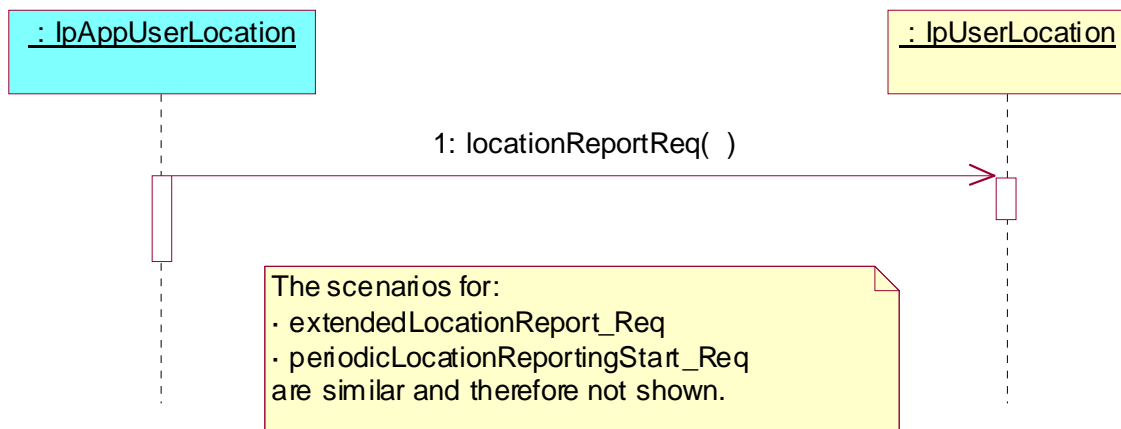 : IpAppUserLocation
: IpUserLocation
1: locationReportReq( )
The scenarios for:
· extendedLocationReport_Req
· periodicLocationReportingStart_Req
are similar and therefore not shown.